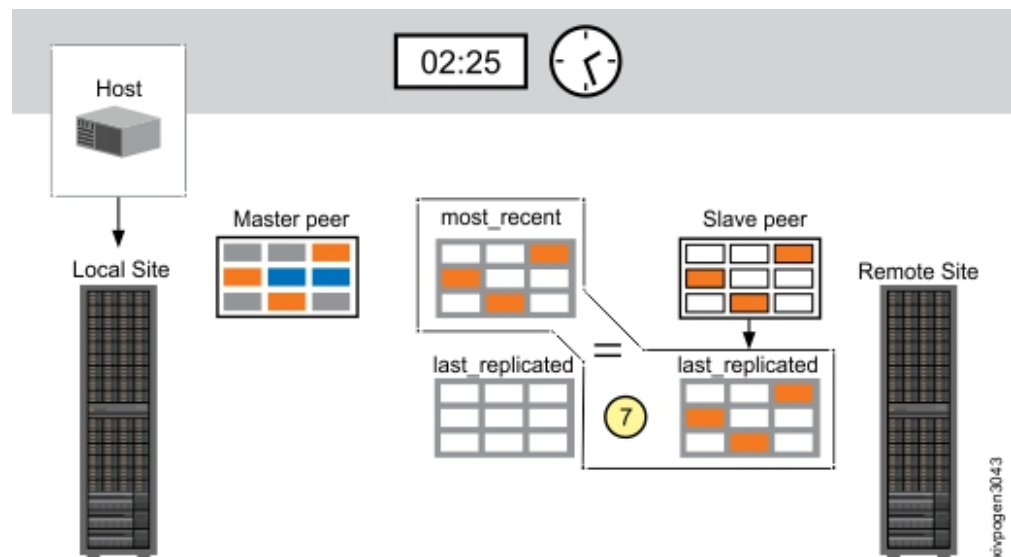 02:25
Host
Master peer
most_recent
Slave peer
Local Site
Remote Site
=
last_replicated
last_replicated
7
xivpogen3043